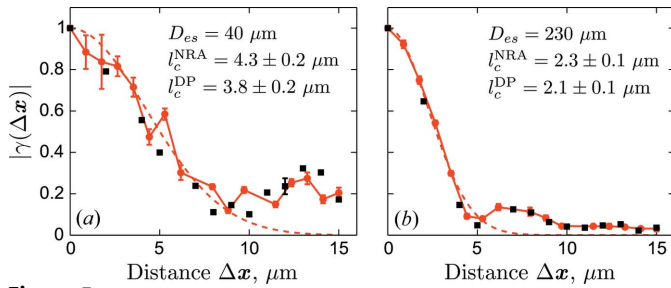 D_es = 40 μm
l_c^NRA = 4.3 ± 0.2 μm
l_c^DP = 3.8 ± 0.2 μm
D_es = 230 μm
l_c^NRA = 2.3 ± 0.1 μm
l_c^DP = 2.1 ± 0.1 μm
|γ(Δx)|
1
0.8
0.6
0.4
0.2
0
(a)
(b)
0 5 10 15
0 5 10 15
Distance Δx, μm
Distance Δx, μm